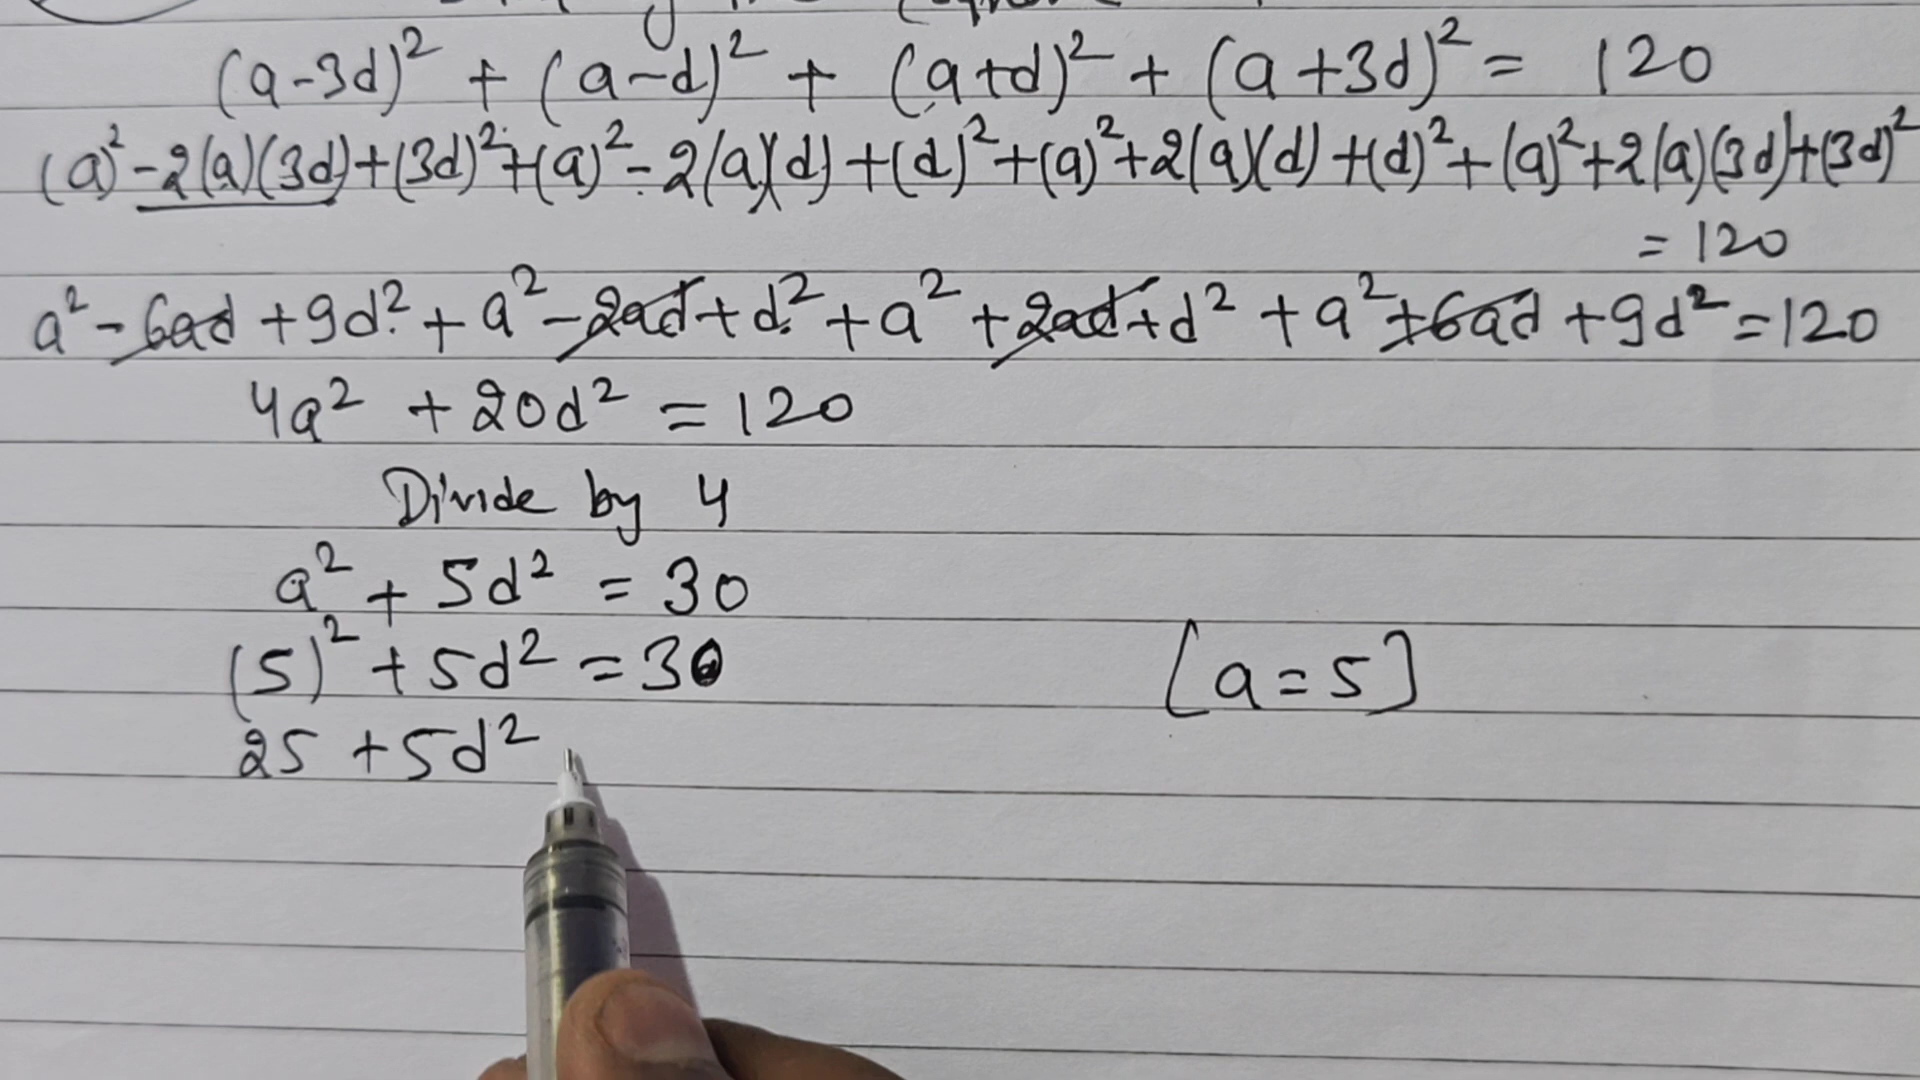 (a-3d)² + (a-d)² + (a+d)² + (a+3d)² = 120
(a)² -2(a)(3d)+(3d)²+(a)²-2(a)(d)+(d)²+(a)²+2(a)(d)+(d)²+(a)²+2(a)(3d)+(3d)²
= 120
a² -6ad +9d² + a² -2ad +d² + a² +2ad +d² + a² +6ad +9d² =120
4a² + 20d² = 120
Divide by 4
a² + 5d² = 30
(5)² +5d² =30
[a=5]
25 +5d²